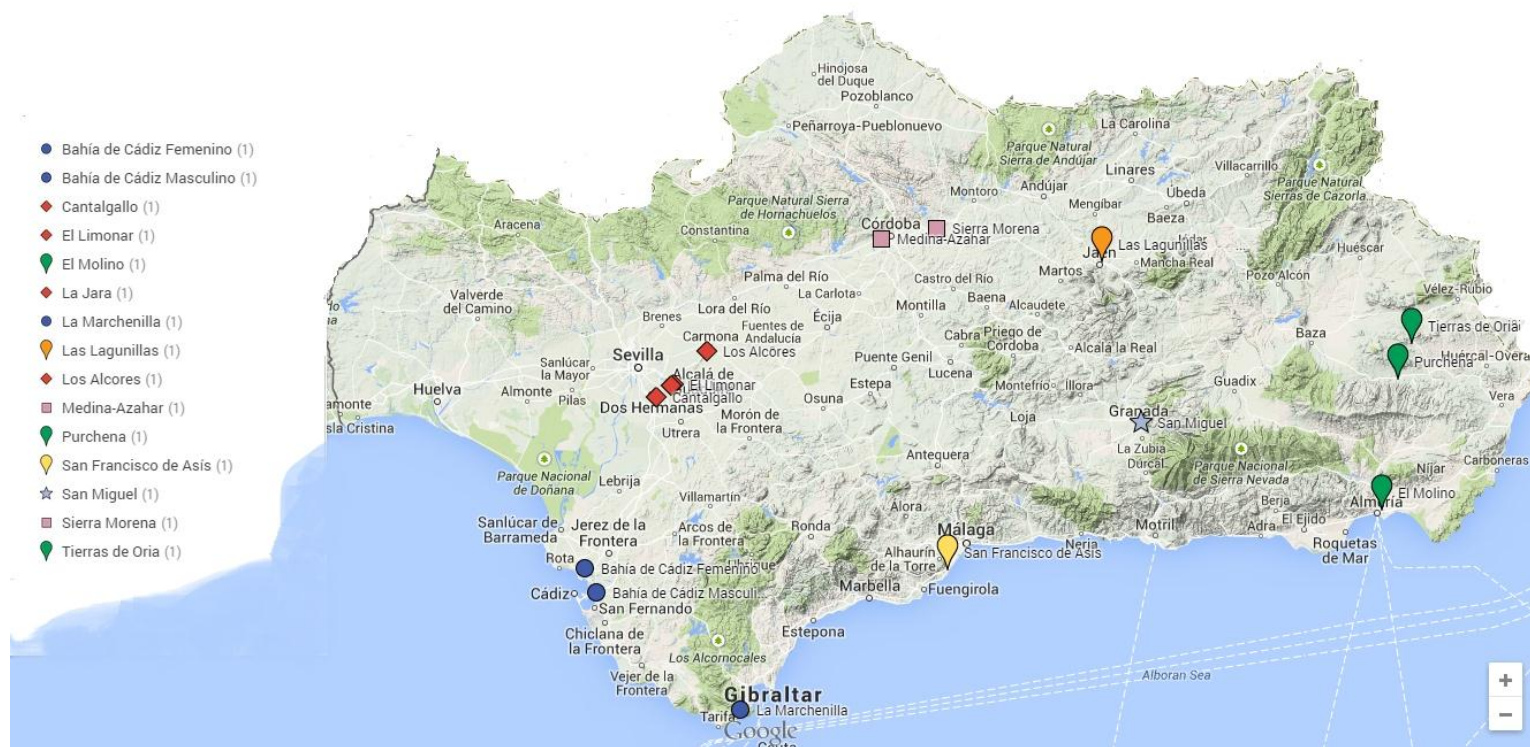 Bahía de Cádiz Femenino (1)
Bahía de Cádiz Masculino (1)
Cantalgallo (1)
El Limonar (1)
El Molino (1)
La Jara (1)
La Marchenilla (1)
Las Lagunillas (1)
Los Alcores (1)
Medina-Azahar (1)
Purchena (1)
San Francisco de Asís (1)
San Miguel (1)
Sierra Morena (1)
Tierras de Oria (1)
Hinojosa
del Duque
Pozoblanco
Peñarroya-Pueblonuevo
La Carolina
Parque Natural
Sierra de Andújar
Linares
Villacarrillo
Andújar
Montoro
Úbeda
Parque Natural
Sierras de Cazorla...
Mengibar
Baeza
Aracena
Constantina
Parque Natural Sierra
de Hornachuelos
Córdoba
Sierra Morena
Medina-Azahar
Las Lagunillas
Jaén
Martos
Mancha Real
Huéscar
Pozo Alcón
Vélez-Rubio
Palma del Río
Castro del Río
La Carlota
Baena
Alcaudete
Montilla
Valverde
del Camino
Lora del Río
Brenes
Écija
Carmona
Fuentes de
Andalucía
Los Alcores
Cabra
Priego de
Córdoba
Alcala la Real
Baza
Tierras de Oria
Purchena
Huércal-Overa
Sevilla
Sanlúcar
la Mayor
Puente Genil
Lucena
Alcalá de
El Limonar
Cantalgallo
Huelva
Almonte
Pilas
Dos Hermanas
Estepa
Montefrío
Illora
Guadix
Vera
Osuna
Morón de
la Frontera
Utrera
Loja
Granada
San Miguel
amonte
Isla Cristina
La Zubia
Dúrcal
Parque Nacional
de Sierra Nevada
Antequera
Carboneras
Níjar
Parque Nacional
de Doñana
Lebrija
Villamartín
Álora
Berja
Almería
El Molino
Sanlúcar de
Barrameda
Jerez de la
Frontera
Arcos de
la Frontera
Ronda
Málaga
Motril
Adra
El Ejido
Roquetas
de Mar
Nerja
San Francisco de Asís
Alhaurín
de la Torre
Rota
Bahía de Cádiz Femenino
Ubrique
Marbella
Fuengirola
Cádiz
Bahía de Cádiz Masculi...
San Fernando
Chiclana de
la Frontera
Estepona
Los Alcornocales
Vejer de la
Frontera
Alboran Sea
Gibraltar
La Marchenilla
Tarifa
Google
Ceuta
+
−